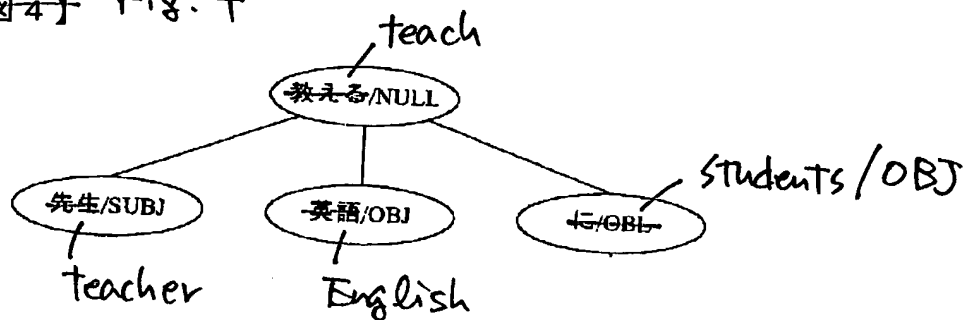 図4】 Fig. 4
teach
教える/NULL
students/OBJ
先生/SUBJ
英語/OBJ
に/OBL
teacher
English